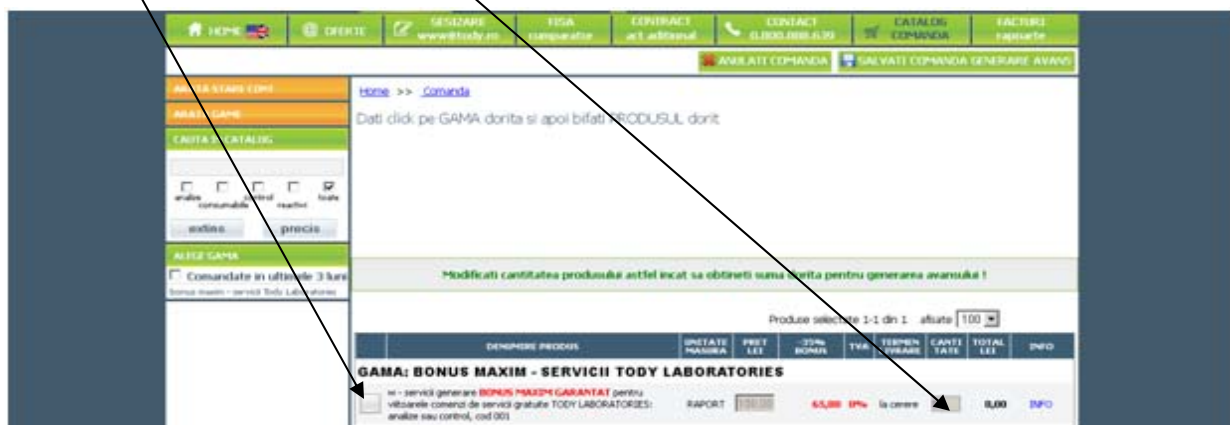 HOME
OFERTE
SESIZARE
www@tody.ro
FISA
cumparator
CONTRACT
act aditional
CONTACT
0.800.080.639
CATALOG
COMANDA
FACTURI
rapoarte
ANULATI COMANDA
SALVATI COMANDA GENERARE AVANS
ARATA STARE CONT
ARATA GAME
CAUTA IN CATALOG
analize
consumabile
control
reactivi
toate
extins
precis
ALEGE GAMA
Comandate in ultimele 3 luni
bonus maxim - servicii Tody Laboratories
Home >> Comanda
Dati click pe GAMA dorita si apoi bifati PRODUSUL dorit
Modificati cantitatea produsului astfel incat sa obtineti suma dorita pentru generarea avansului !
Produse selectate 1-1 din 1 afisate 100
DENUMIRE PRODUS
UNITATE
MASURA
PRET
LEI
-35%
BONUS
TVA
TERMEN
LIVRARE
CANTI
TATE
TOTAL
LEI
INFO
GAMA: BONUS MAXIM - SERVICII TODY LABORATORIES
- servicii generare BONUS MAXIM GARANTAT pentru
viitoarele comenzi de servicii gratuite TODY LABORATORIES:
analize sau control, cod 001
RAPORT
100,00
65,00
0%
la cerere
0,00
INFO